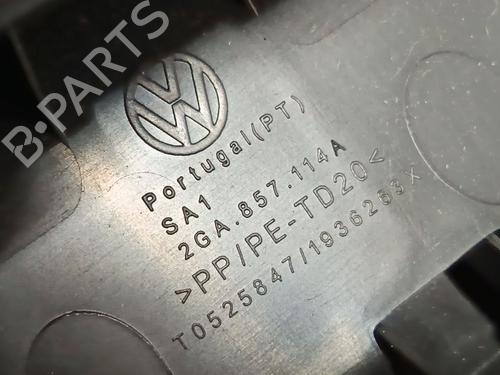 B-PARTS
Portugal(PT)
SA1
2GA.857.114A
>PP/PE-TD20<
T0525847/1936263X